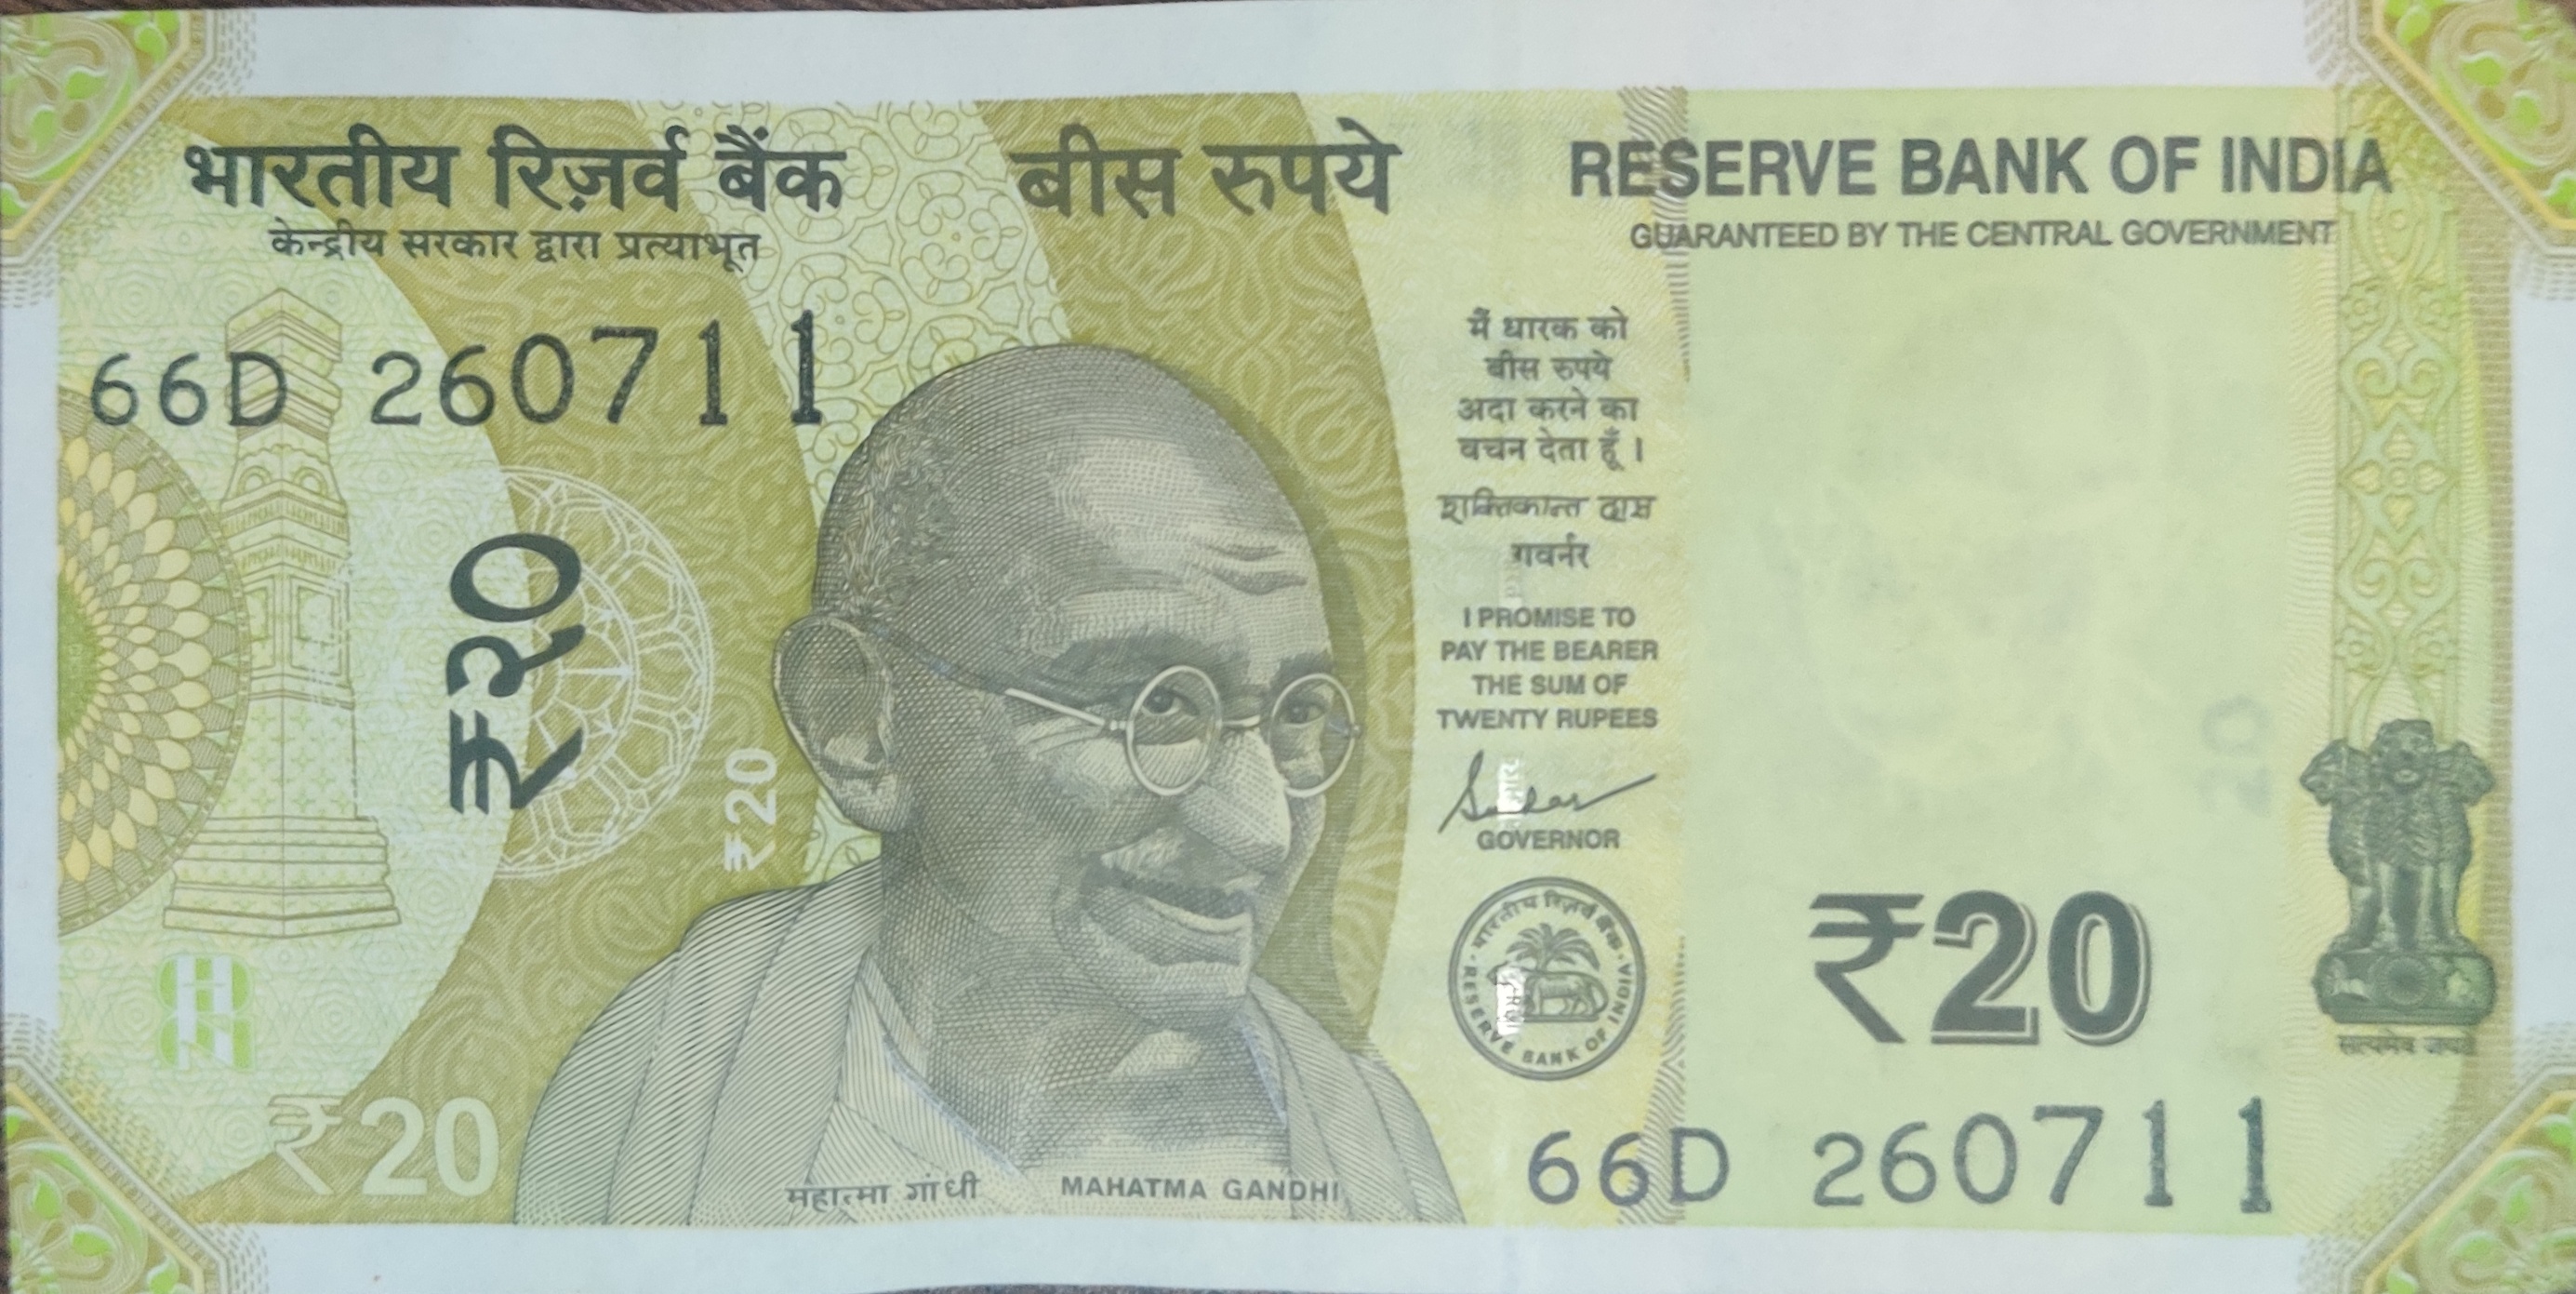 भारतीय रिज़र्व बैंक
केन्द्रीय सरकार द्वारा प्रत्याभूत
बीस रुपये
RESERVE BANK OF INDIA
GUARANTEED BY THE CENTRAL GOVERNMENT
66D 260711
₹२०
₹20
₹20
मैं धारक को
बीस रुपये
अदा करने का
वचन देता हूँ ।
शक्तिकान्त दास
गवर्नर
I PROMISE TO
PAY THE BEARER
THE SUM OF
TWENTY RUPEES
GOVERNOR
भारतीय रिज़र्व बैंक
RESERVE BANK OF INDIA
20
₹20
सत्यमेव जयते
महात्मा गांधी
MAHATMA GANDHI
66D 260711